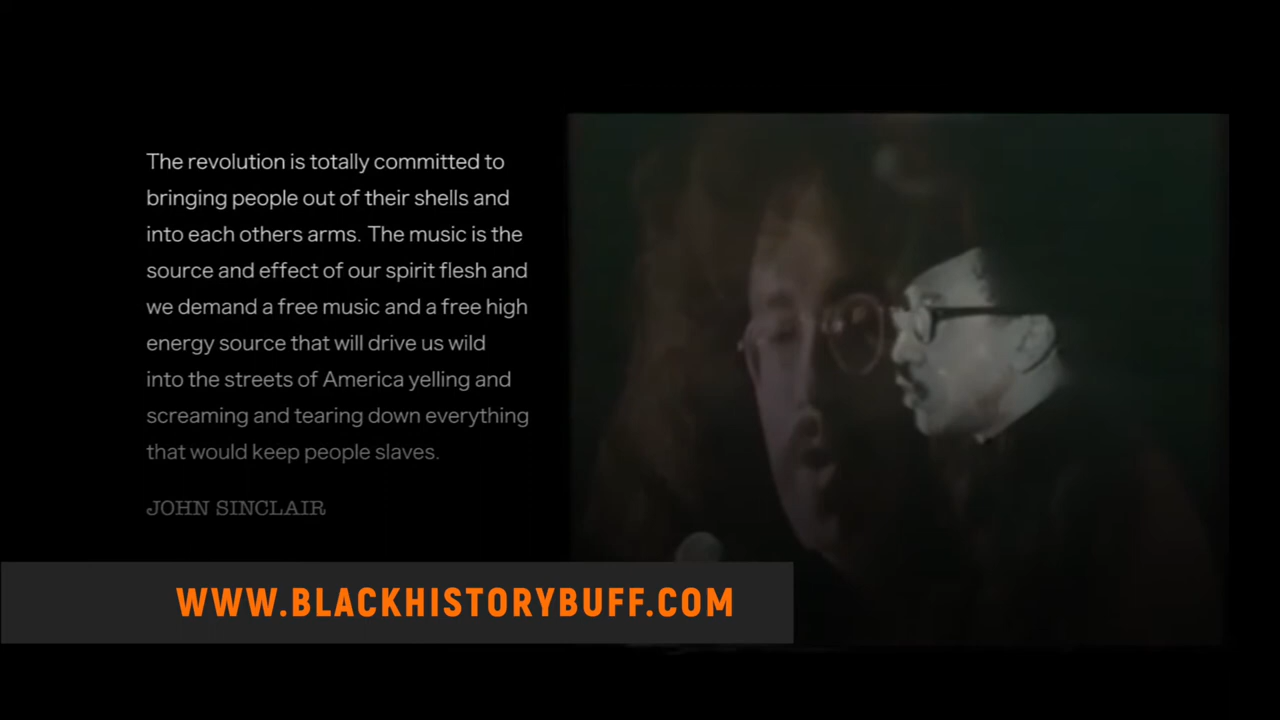 The revolution is totally committed to
bringing people out of their shells and
into each others arms. The music is the
source and effect of our spirit flesh and
we demand a free music and a free high
energy source that will drive us wild
into the streets of America yelling and
screaming and tearing down everything
that would keep people slaves.
JOHN SINCLAIR
WWW.BLACKHISTORYBUFF.COM